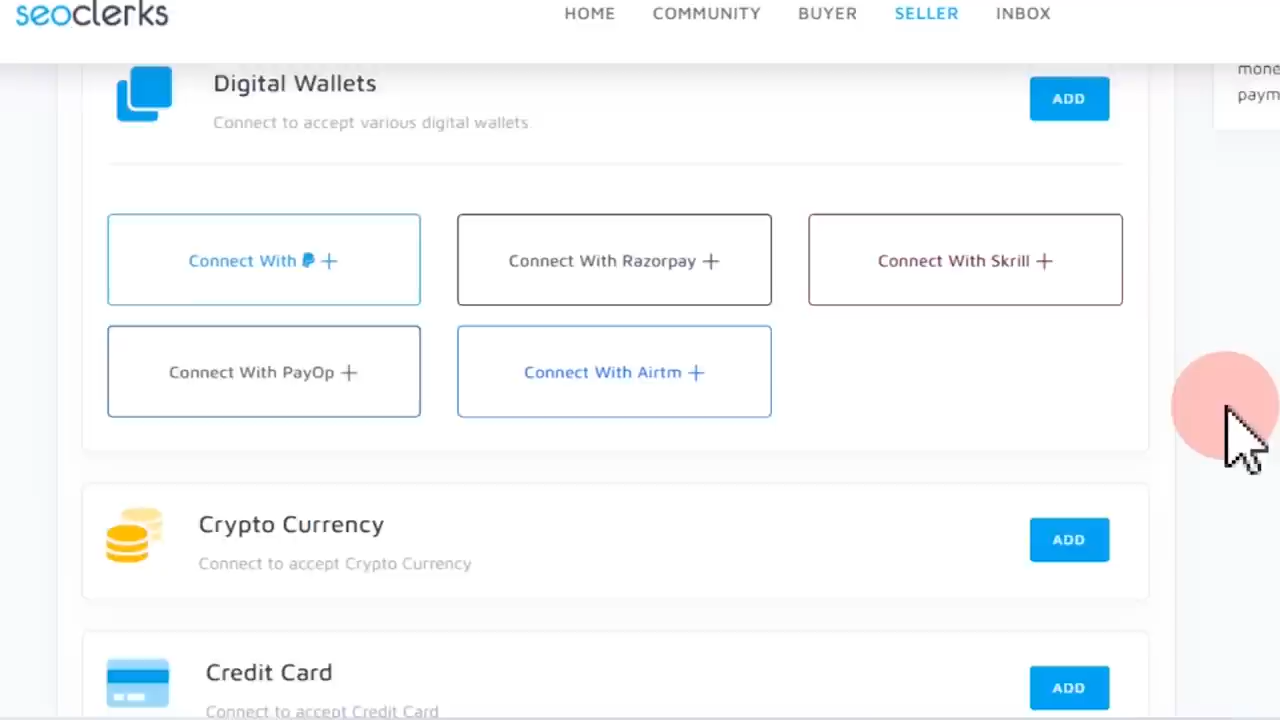 seoclerks
HOME COMMUNITY BUYER SELLER INBOX
Digital Wallets
Connect to accept various digital wallets.
ADD
Connect With + Connect With Razorpay + Connect With Skrill +
Connect With PayOp + Connect With Airtm +
Crypto Currency
Connect to accept Crypto Currency
ADD
Credit Card
Connect to accept Credit Card
ADD